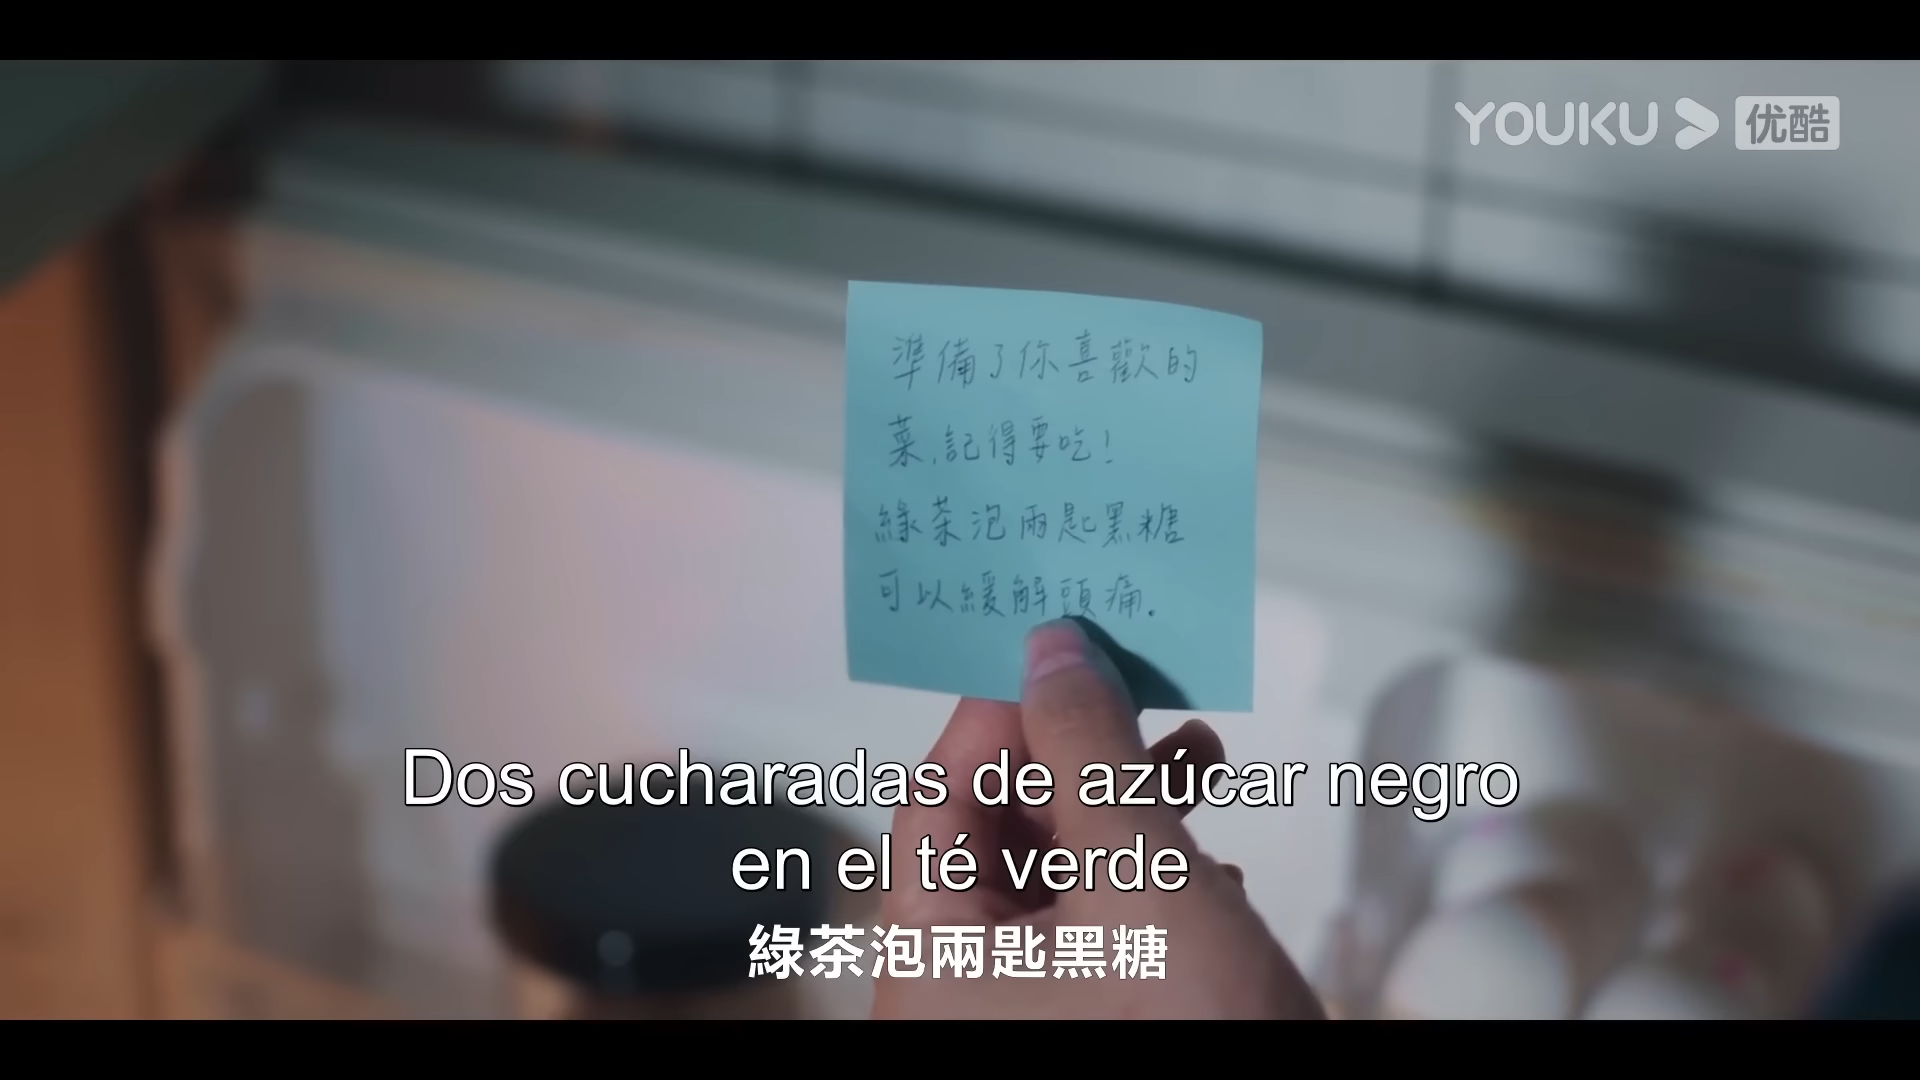 YOUKU 优酷
準備了你喜歡的
菜,記得要吃!
綠茶泡兩匙黑糖
可以緩解頭痛.
Dos cucharadas de azúcar negro
en el té verde
綠茶泡兩匙黑糖